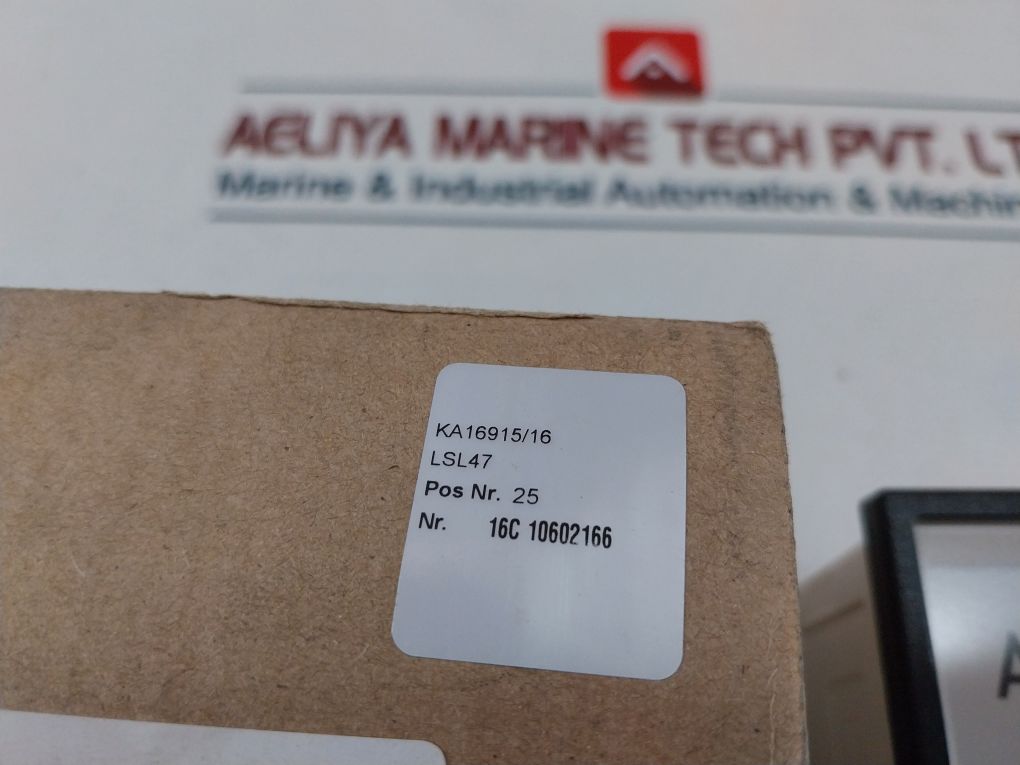 AELIYA MARINE TECH PVT. LT
Marine & Industrial Automation & Machin
KA16915/16
LSL47
Pos Nr. 25
Nr. 16C 10602166
A